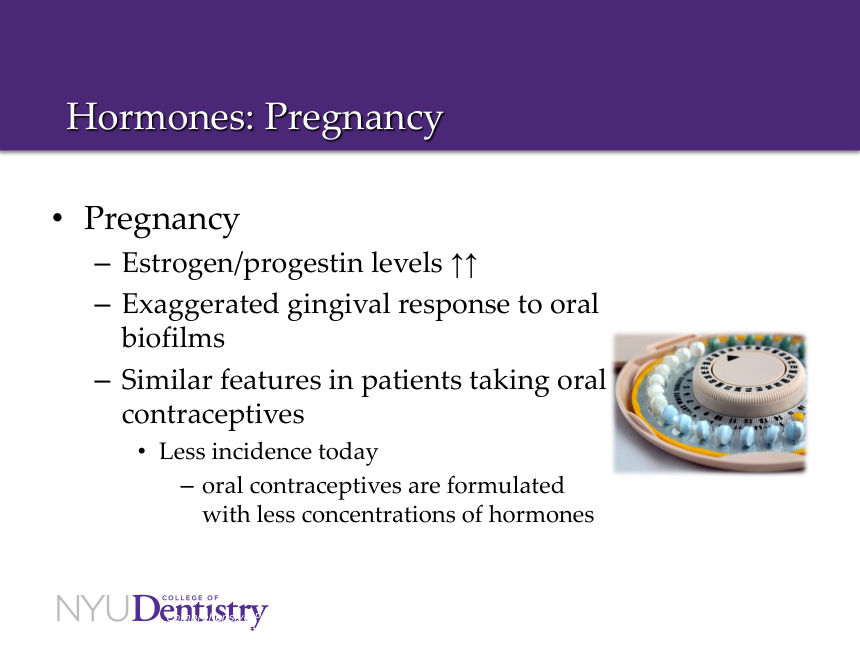 Hormones: Pregnancy
• Pregnancy
– Estrogen/progestin levels ↑↑
– Exaggerated gingival response to oral
biofilms
– Similar features in patients taking oral
contraceptives
• Less incidence today
– oral contraceptives are formulated
with less concentrations of hormones
COLLEGE OF
NYU Dentistry